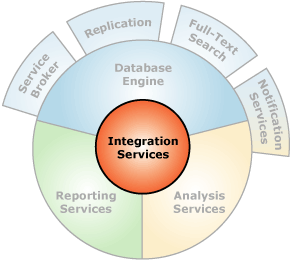 Replication
Full-Text
Search
Service
Broker
Notification
Services
Database
Engine
Integration
Services
Reporting
Services
Analysis
Services